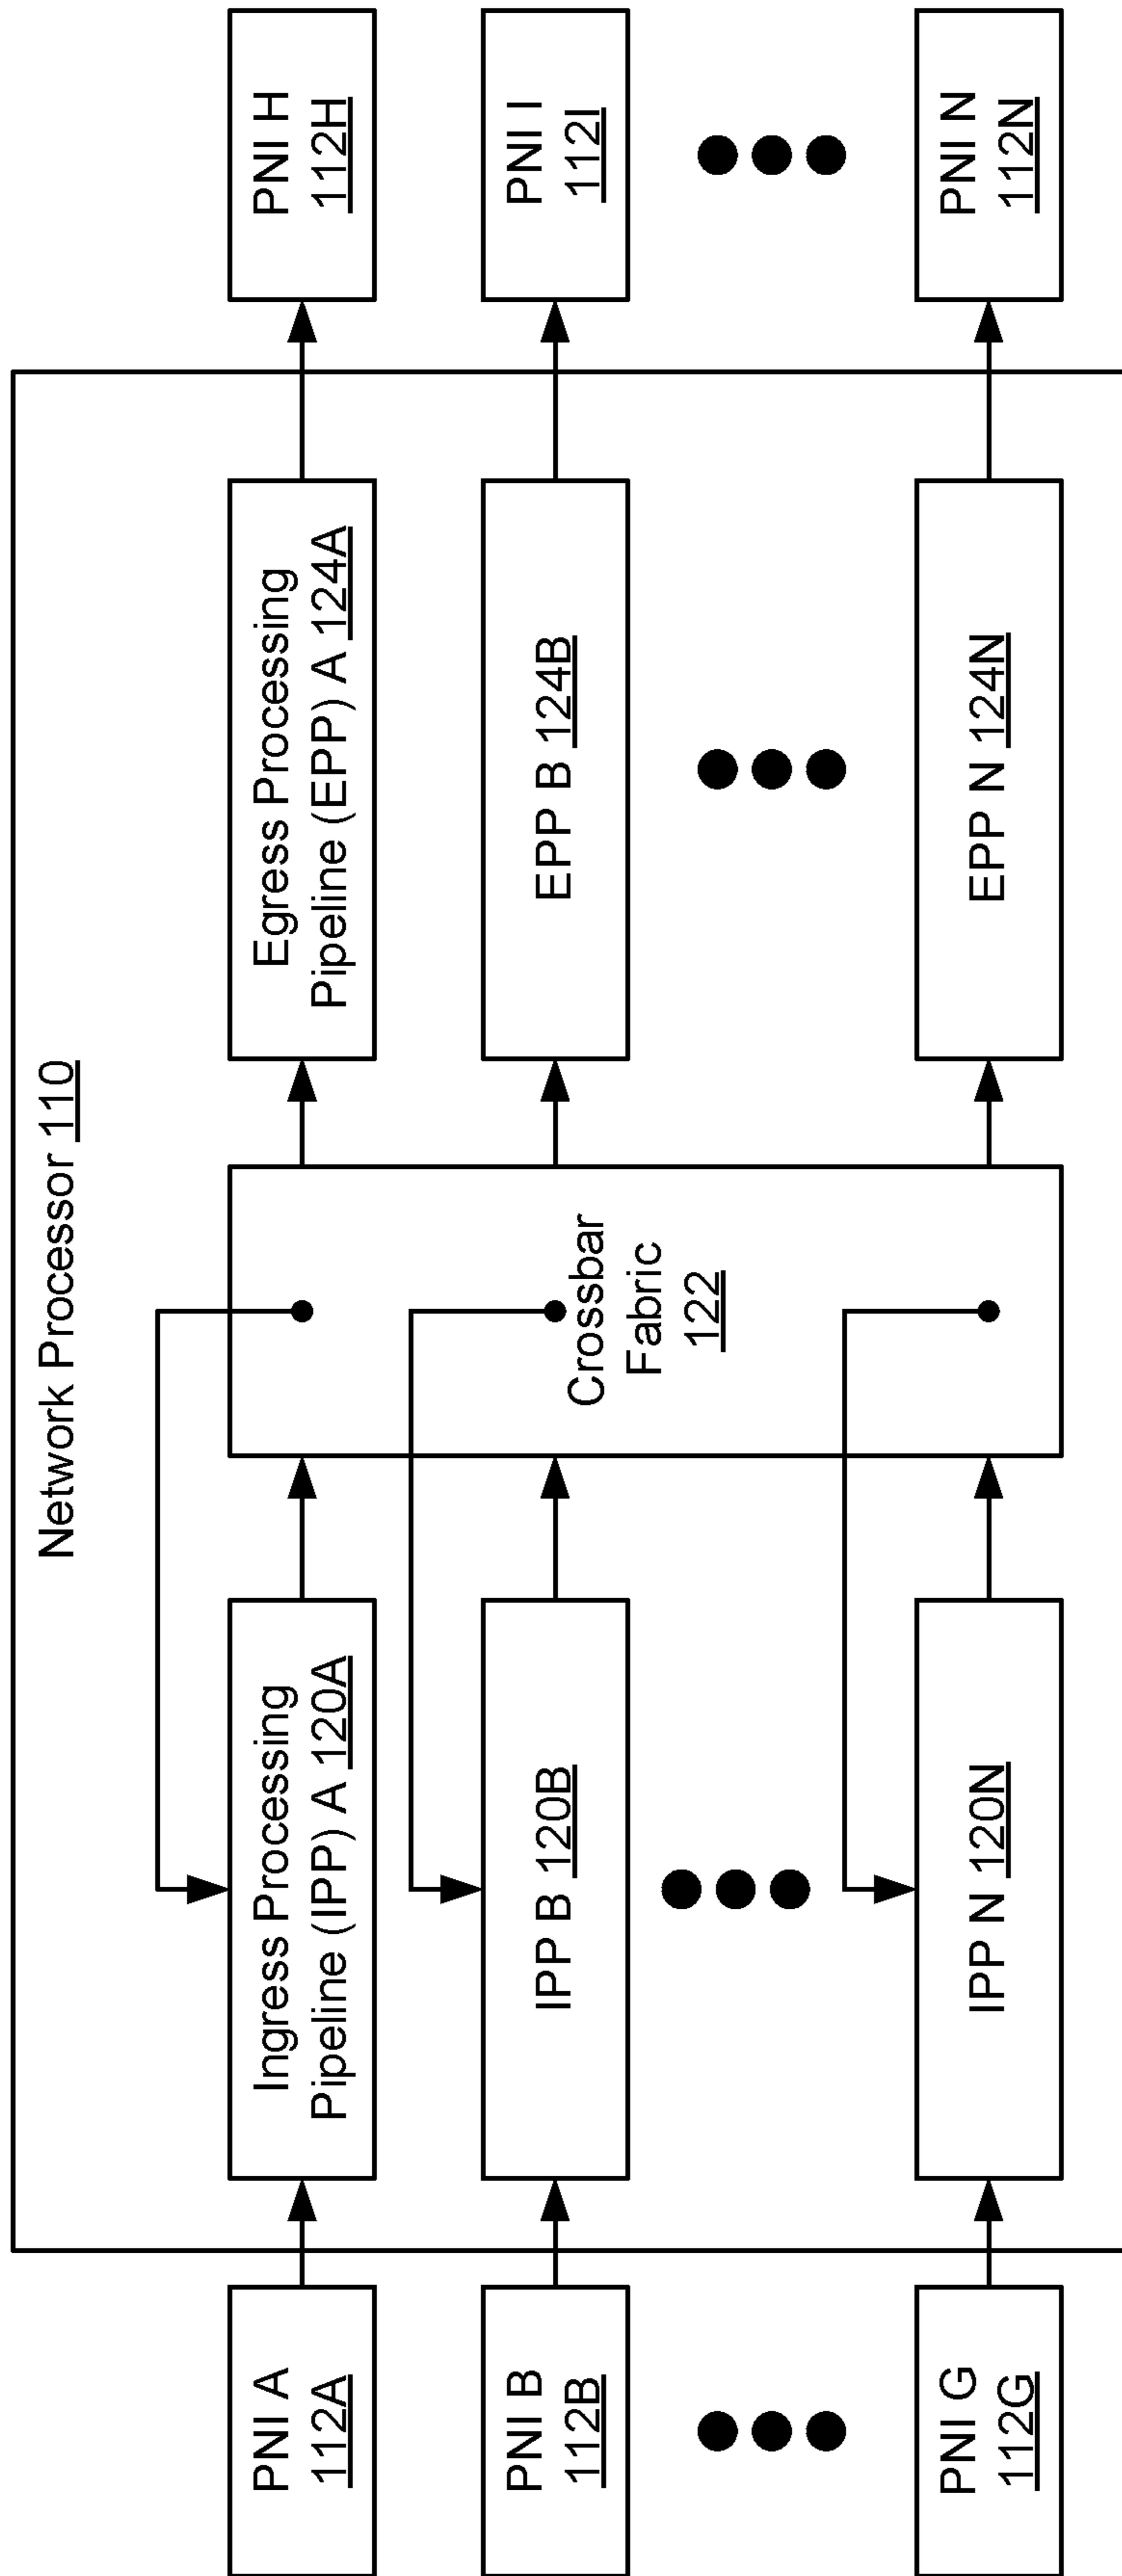 Network Processor 110
PNI A
112A
Ingress Processing
Pipeline (IPP) A 120A
Crossbar
Fabric
122
Egress Processing
Pipeline (EPP) A 124A
PNI H
112H
PNI B
112B
IPP B 120B
EPP B 124B
PNI I
112I
PNI G
112G
IPP N 120N
EPP N 124N
PNI N
112N